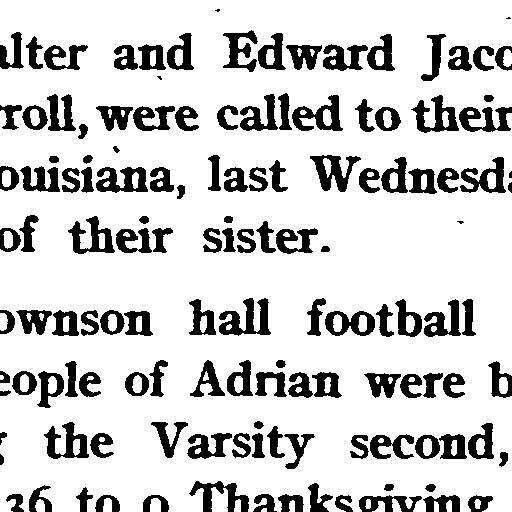 alter and Edward Jaco
rroll, were called to their
ouisiana, last Wednesda
of their sister.
ownson hall football
eople of Adrian were b
g the Varsity second,
36 to 0 Thanksgiving